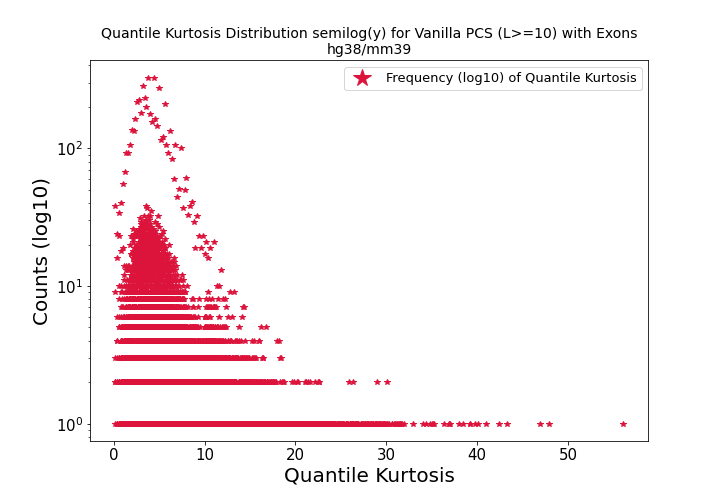 Quantile Kurtosis Distribution semilog(y) for Vanilla PCS (L>=10) with Exons
hg38/mm39
Frequency (log10) of Quantile Kurtosis
Counts (log10)
10²
10¹
10⁰
0 10 20 30 40 50
Quantile Kurtosis